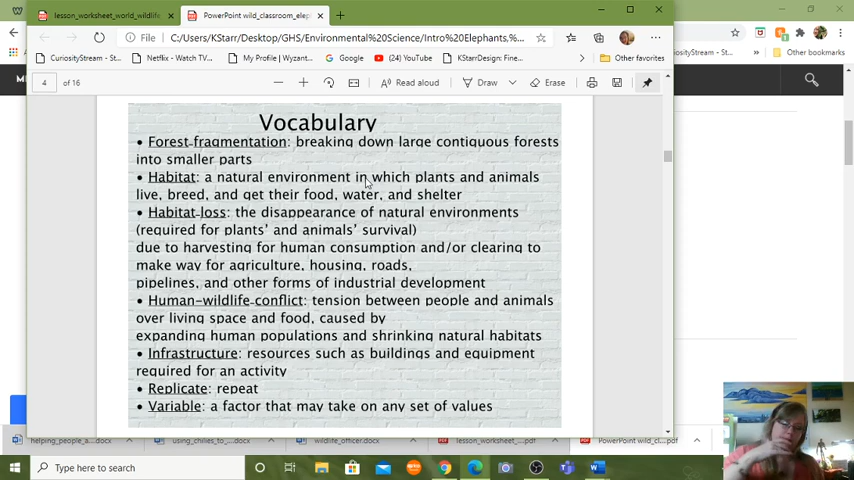 lesson_worksheet_world_wildlife
PowerPoint wild_classroom_elep
File
C:/Users/KStarr/Desktop/GHS/Environmental%20Science/Intro%20Elephants,%...
CuriosityStream - St...
Netflix - Watch TV...
My Profile | Wyzant...
Google
(24) YouTube
KStarrDesign: Fine...
Other favorites
riosityStream - St...
Other bookmarks
4 of 16
Read aloud
Draw
Erase
Vocabulary
• Forest fragmentation: breaking down large contiguous forests
into smaller parts
• Habitat: a natural environment in which plants and animals
live, breed, and get their food, water, and shelter
• Habitat loss: the disappearance of natural environments
(required for plants' and animals' survival)
due to harvesting for human consumption and/or clearing to
make way for agriculture, housing, roads,
pipelines, and other forms of industrial development
• Human-wildlife conflict: tension between people and animals
over living space and food, caused by
expanding human populations and shrinking natural habitats
• Infrastructure: resources such as buildings and equipment
required for an activity
• Replicate: repeat
• Variable: a factor that may take on any set of values
helping_people_a....docx
using_chilies_to_....docx
wildlife_officer.docx
lesson_worksheet_....pdf
PowerPoint wild_cl....pdf
Type here to search